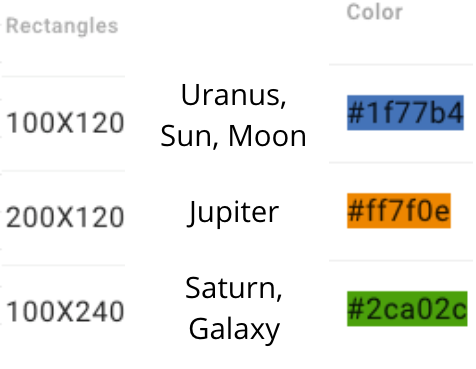 Rectangles
Color
100X120
Uranus,
Sun, Moon
#1f77b4
200X120
Jupiter
#ff7f0e
100X240
Saturn,
Galaxy
#2ca02c